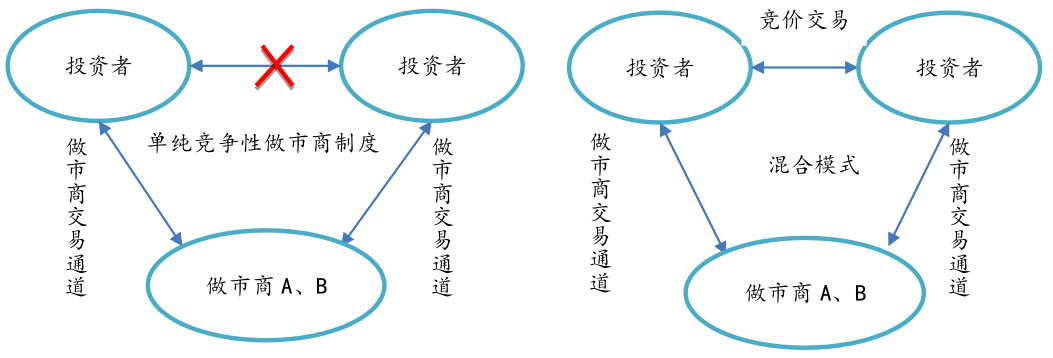 投资者
投资者
单纯竞争性做市商制度
做市商交易通道
做市商交易通道
做市商 A、B
竞价交易
投资者
投资者
混合模式
做市商交易通道
做市商交易通道
做市商 A、B